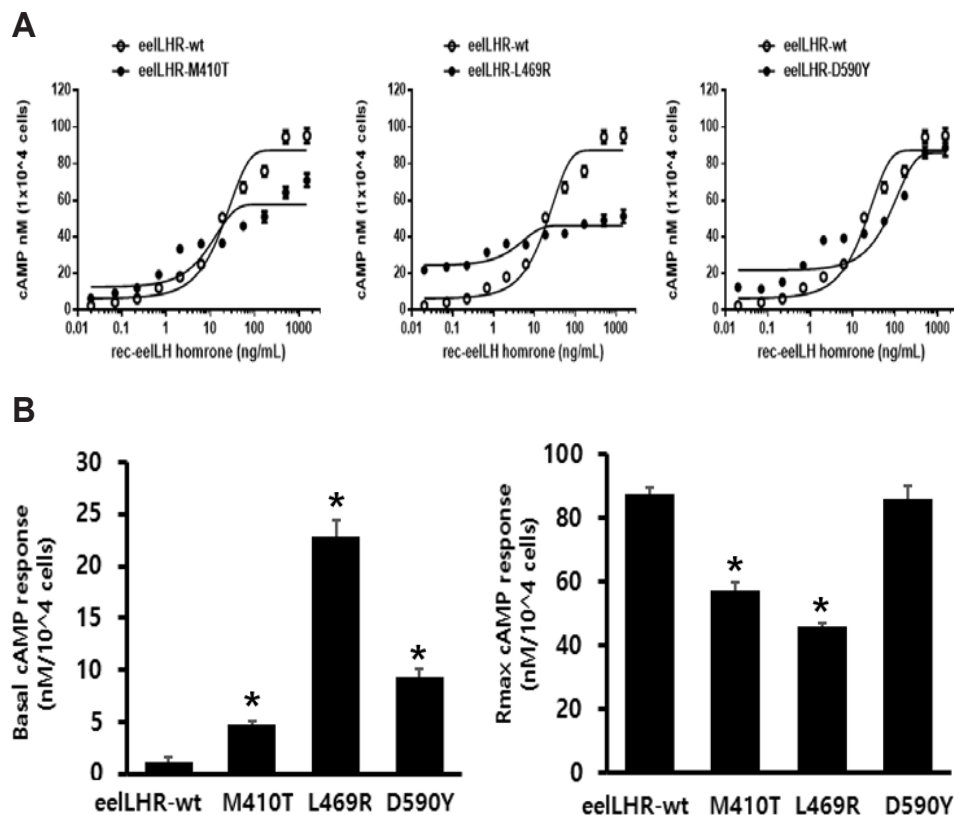 A
eelLHR-wt
eelLHR-M410T
cAMP nM (1x10^4 cells)
120
100
80
60
40
20
0
0.01 0.1 1 10 100 1000
rec-eelLH homrone (ng/mL)
eelLHR-wt
eelLHR-L469R
cAMP nM (1x10^4 cells)
120
100
80
60
40
20
0
0.01 0.1 1 10 100 1000
rec-eelLH homrone (ng/mL)
eelLHR-wt
eelLHR-D590Y
cAMP nM (1x10^4 cells)
120
100
80
60
40
20
0
0.01 0.1 1 10 100 1000
rec-eelLH homrone (ng/mL)
B
Basal cAMP response
(nM/10^4 cells)
30
25
20
15
10
5
0
*
*
*
eelLHR-wt M410T L469R D590Y
Rmax cAMP response
(nM/10^4 cells)
100
80
60
40
20
0
*
*
eelLHR-wt M410T L469R D590Y